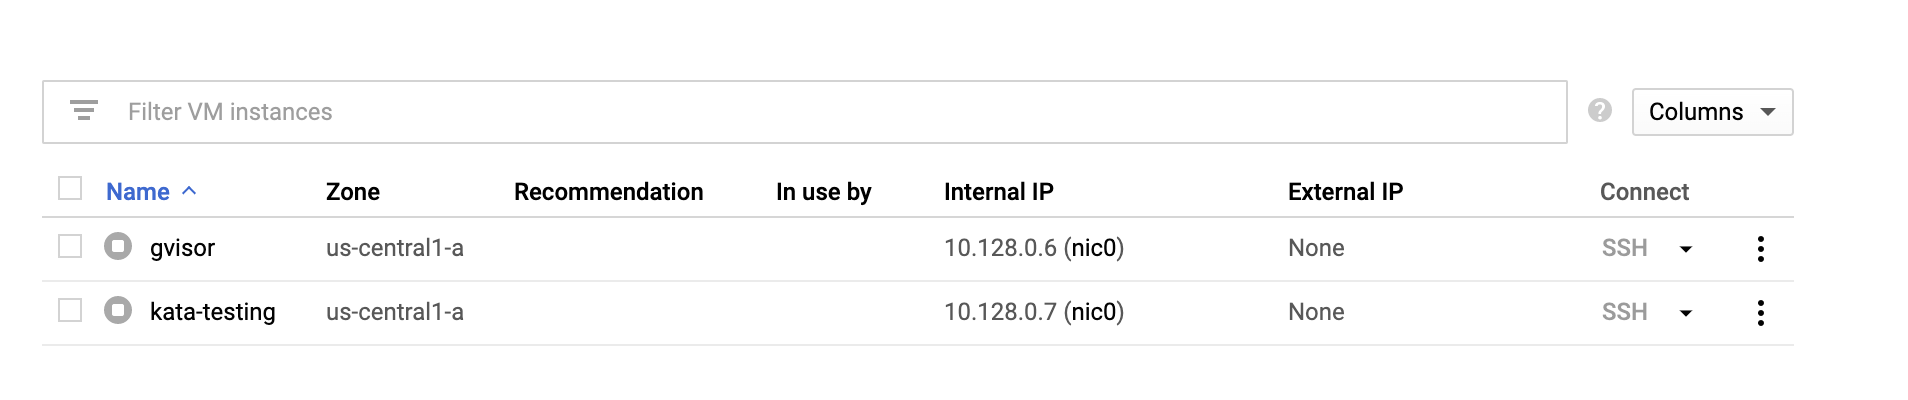 Filter VM instances
? Columns
Name Zone Recommendation In use by Internal IP External IP Connect
gvisor us-central1-a 10.128.0.6 (nic0) None SSH
kata-testing us-central1-a 10.128.0.7 (nic0) None SSH